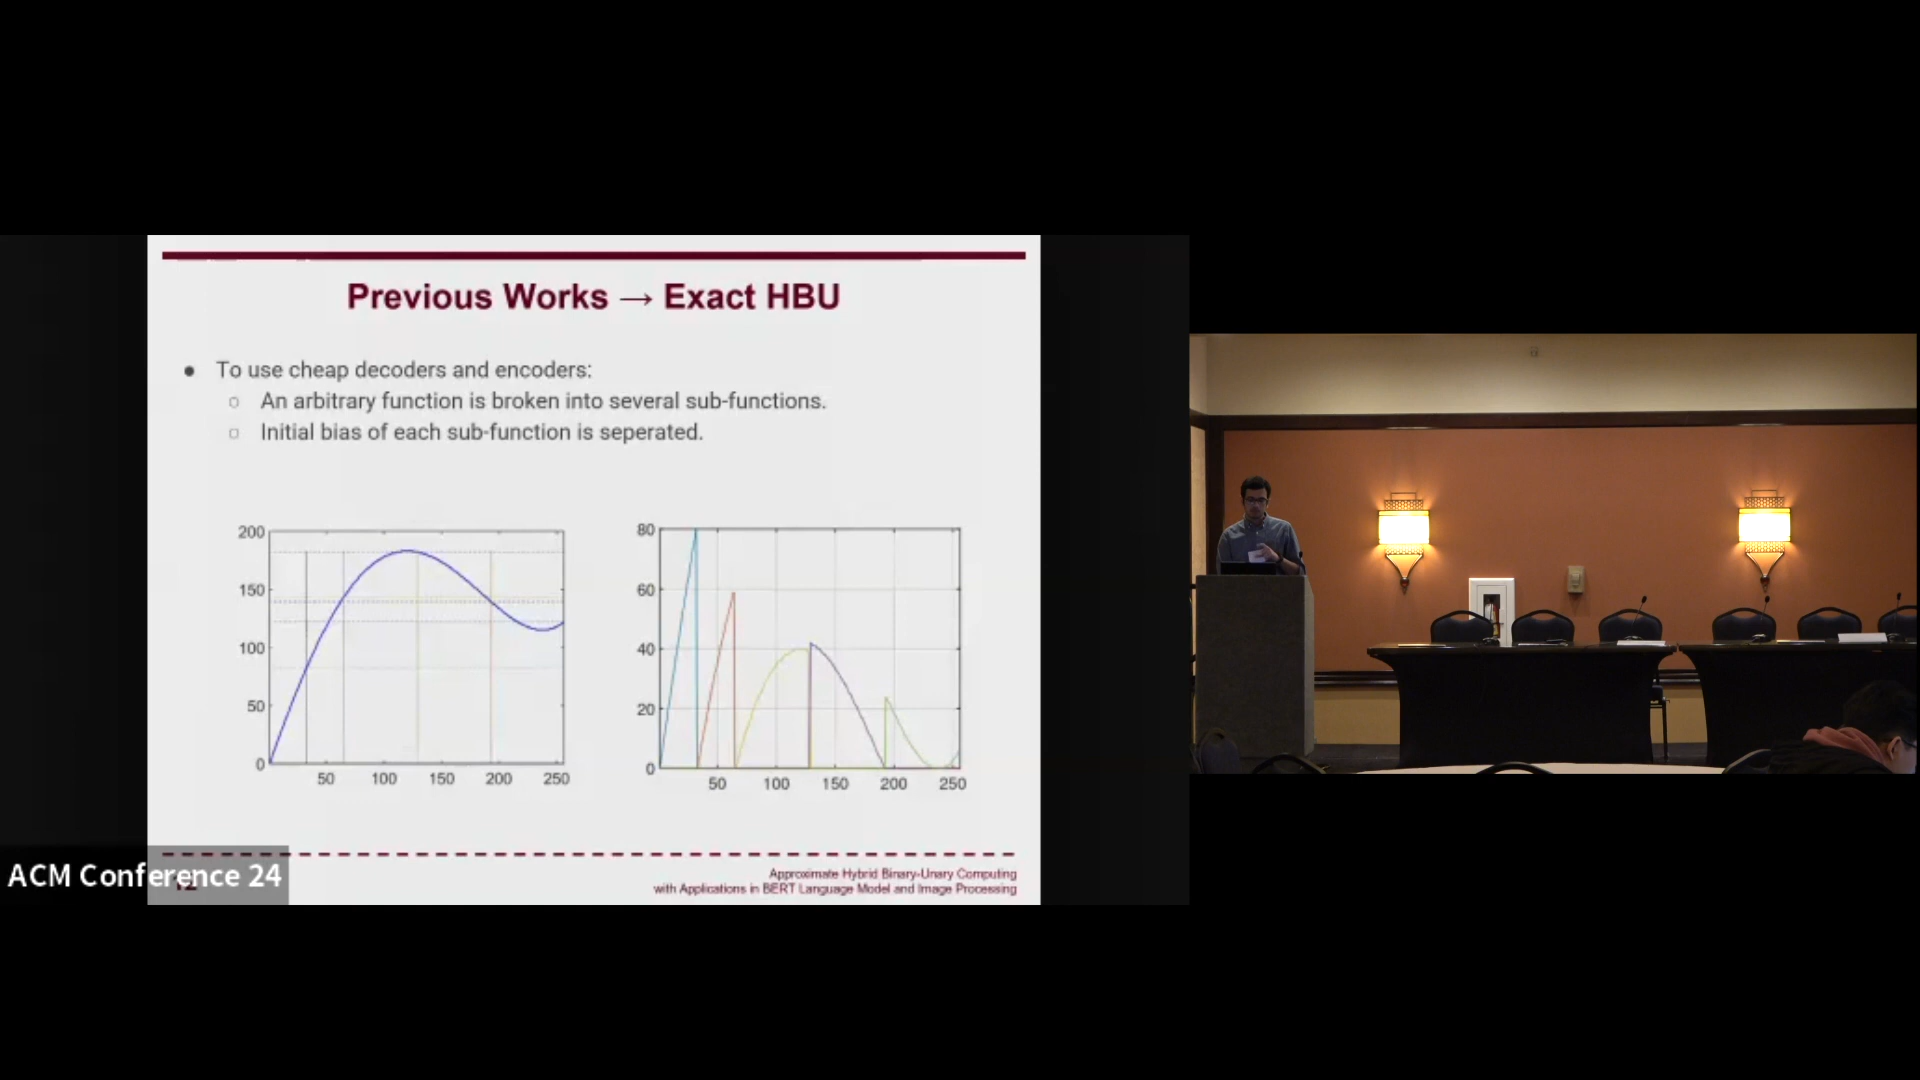 Previous Works → Exact HBU
● To use cheap decoders and encoders:
○ An arbitrary function is broken into several sub-functions.
○ Initial bias of each sub-function is seperated.
200
150
100
50
0
50 100 150 200 250
80
60
40
20
0
50 100 150 200 250
12
Approximate Hybrid Binary-Unary Computing
with Applications in BERT Language Model and Image Processing
ACM Conference 24